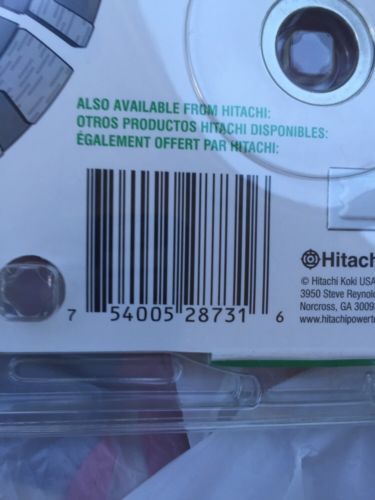 ALSO AVAILABLE FROM HITACHI:
OTROS PRODUCTOS HITACHI DISPONIBLES:
ÉGALEMENT OFFERT PAR HITACHI:
Hitach
© Hitachi Koki USA
3950 Steve Reynol
Norcross, GA 3009
www.hitachipowerte
7 54005 28731 6